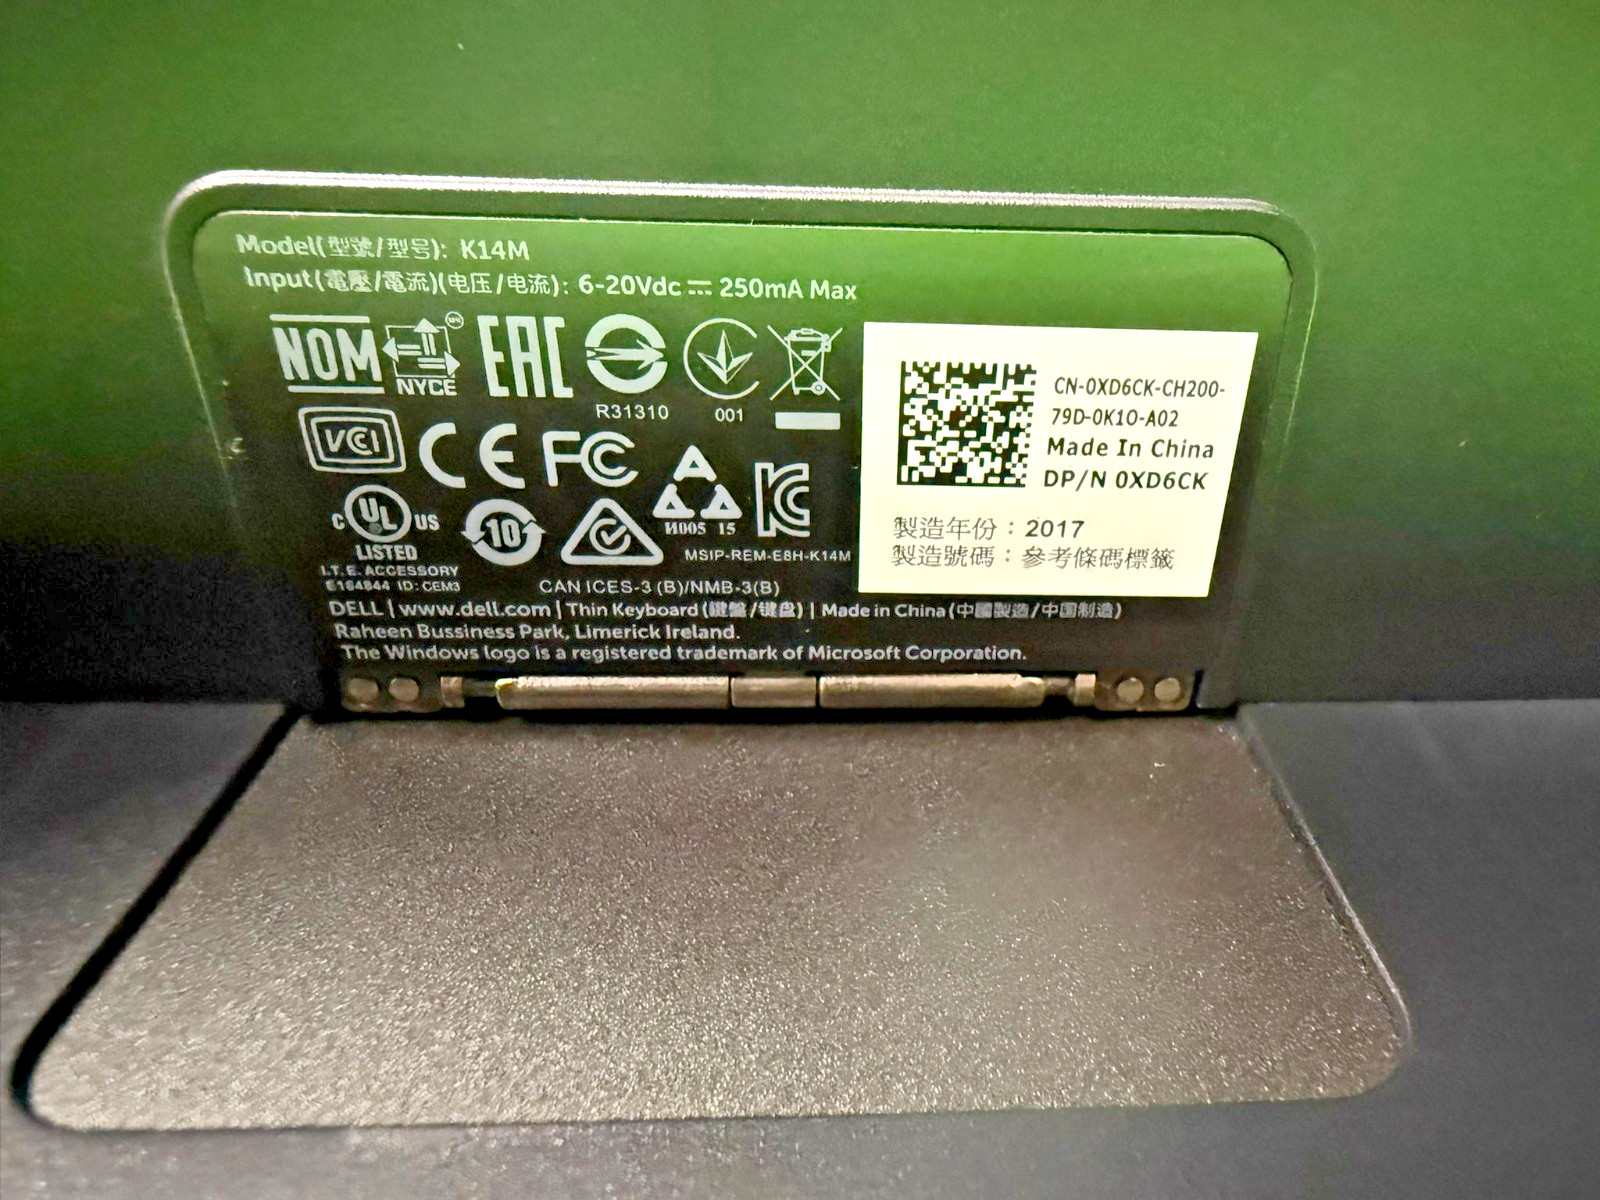 Model(型號/型号): K14M
Input(電壓/電流)(电压/电流): 6-20Vdc ⎓ 250mA Max
NOM NYCE EAC
R31310 001
VCCI CE FC
C UL US 10 И005 15 KC
LISTED MSIP-REM-E8H-K14M
I.T.E. ACCESSORY
E164844 ID: CEM3 CAN ICES-3 (B)/NMB-3(B)
DELL | www.dell.com | Thin Keyboard (鍵盤/键盘) | Made in China (中國製造/中国制造)
Raheen Bussiness Park, Limerick Ireland.
The Windows logo is a registered trademark of Microsoft Corporation.
CN-0XD6CK-CH200-
79D-0K1O-A02
Made In China
DP/N 0XD6CK
製造年份：2017
製造號碼：參考條碼標籤